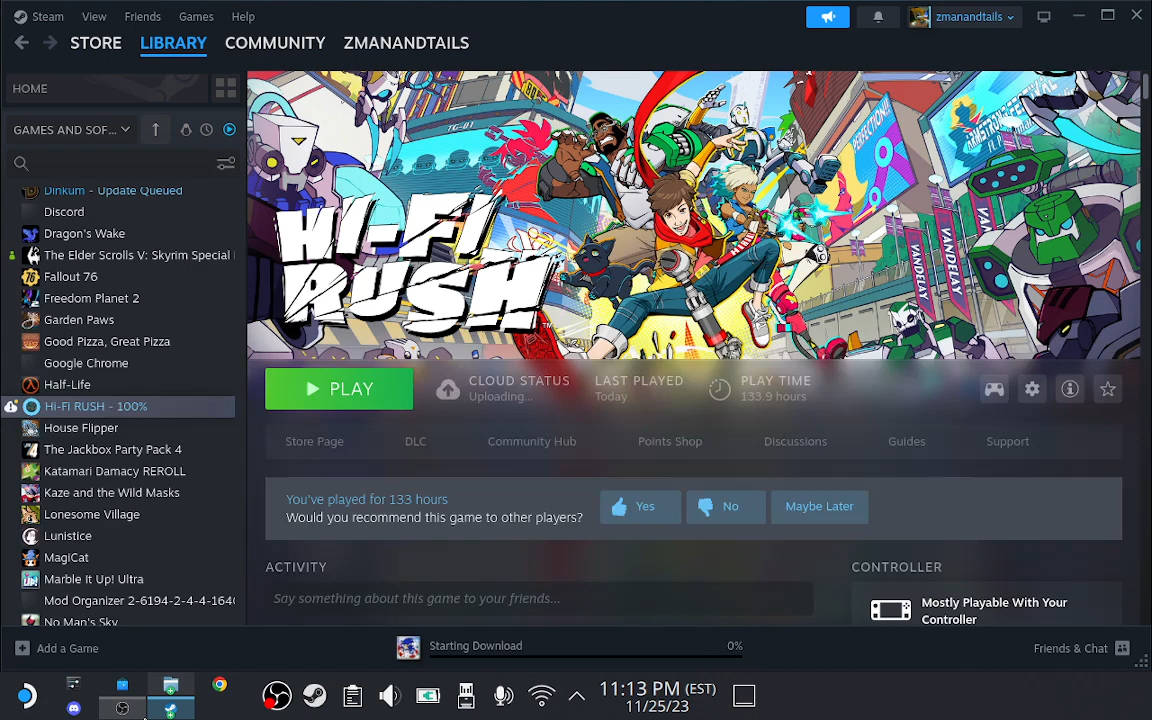 Steam View Friends Games Help zmanandtails
STORE LIBRARY COMMUNITY ZMANANDTAILS
HOME
GAMES AND SOF...
Dinkum - Update Queued
Discord
Dragon's Wake
The Elder Scrolls V: Skyrim Special
Fallout 76
Freedom Planet 2
Garden Paws
Good Pizza, Great Pizza
Google Chrome
Half-Life
Hi-Fi RUSH - 100%
House Flipper
The Jackbox Party Pack 4
Katamari Damacy REROLL
Kaze and the Wild Masks
Lonesome Village
Lunistice
MagiCat
Marble It Up! Ultra
Mod Organizer 2-6194-2-4-4-164
No Man's Sky
TG-01
HI-FI
RUSH
TM
PERFECTION!
VANDELAY
VANDELAY
PLAY
CLOUD STATUS
Uploading...
LAST PLAYED
Today
PLAY TIME
133.9 hours
Store Page DLC Community Hub Points Shop Discussions Guides Support
You've played for 133 hours
Would you recommend this game to other players?
Yes No Maybe Later
ACTIVITY
Say something about this game to your friends...
CONTROLLER
Mostly Playable With Your
Controller
Add a Game
Starting Download 0%
Friends & Chat
11:13 PM (EST)
11/25/23